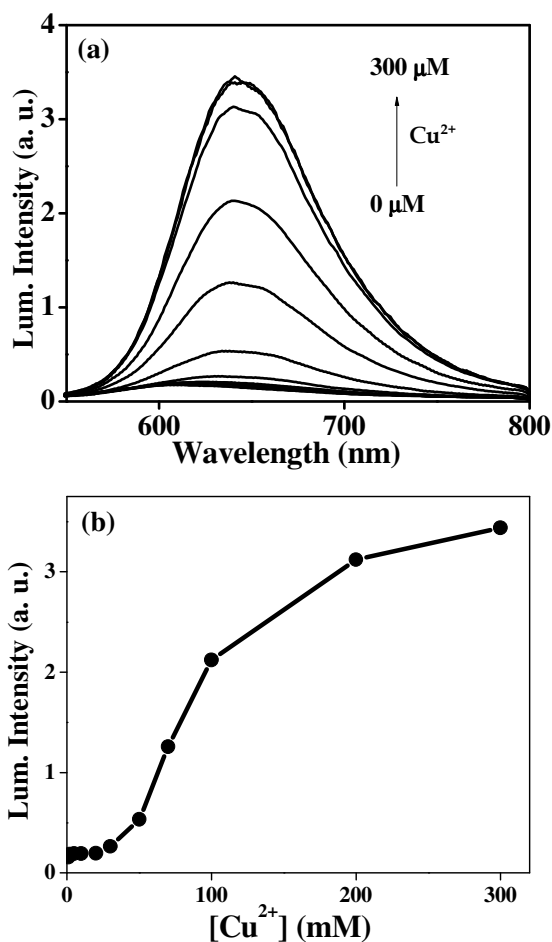 (a)
300 μM
Cu²⁺
0 μM
4
3
2
1
0
Lum. Intensity (a. u.)
600
700
800
Wavelength (nm)
(b)
3
2
1
0
Lum. Intensity (a. u.)
0
100
200
300
[Cu²⁺] (mM)